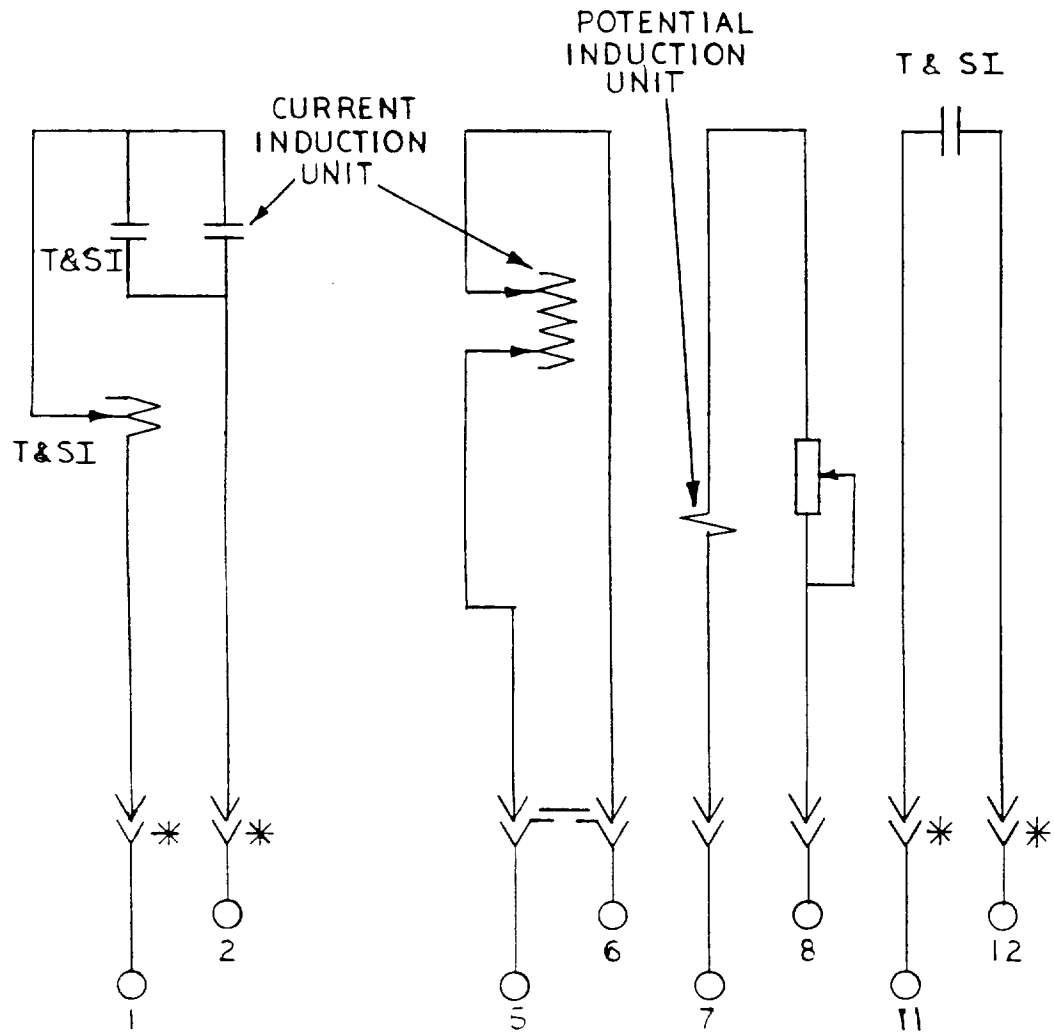 POTENTIAL
INDUCTION
UNIT
T & SI
CURRENT
INDUCTION
UNIT
T&SI
T&SI
* * * *
2 6 8 12
1 5 7 11